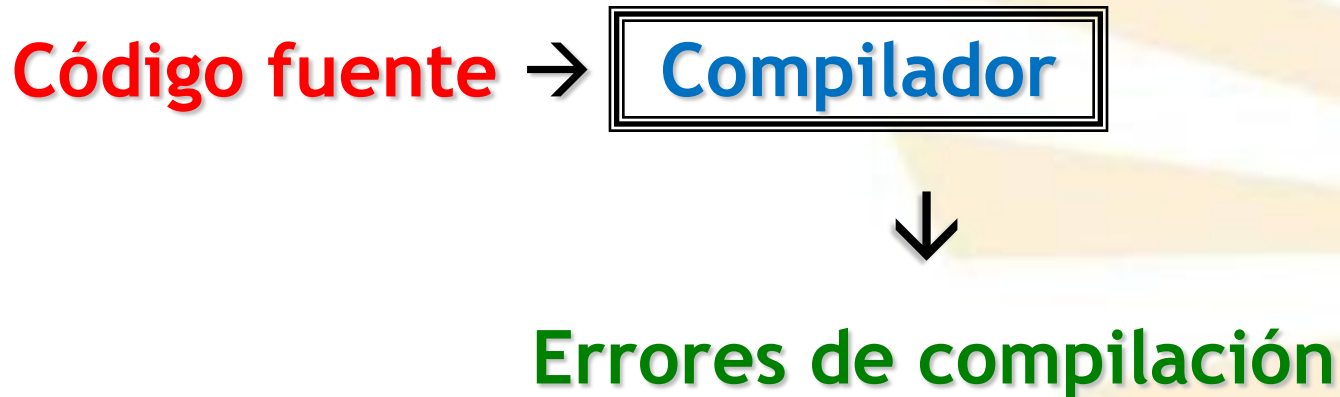 Código fuente → Compilador
↓
Errores de compilación